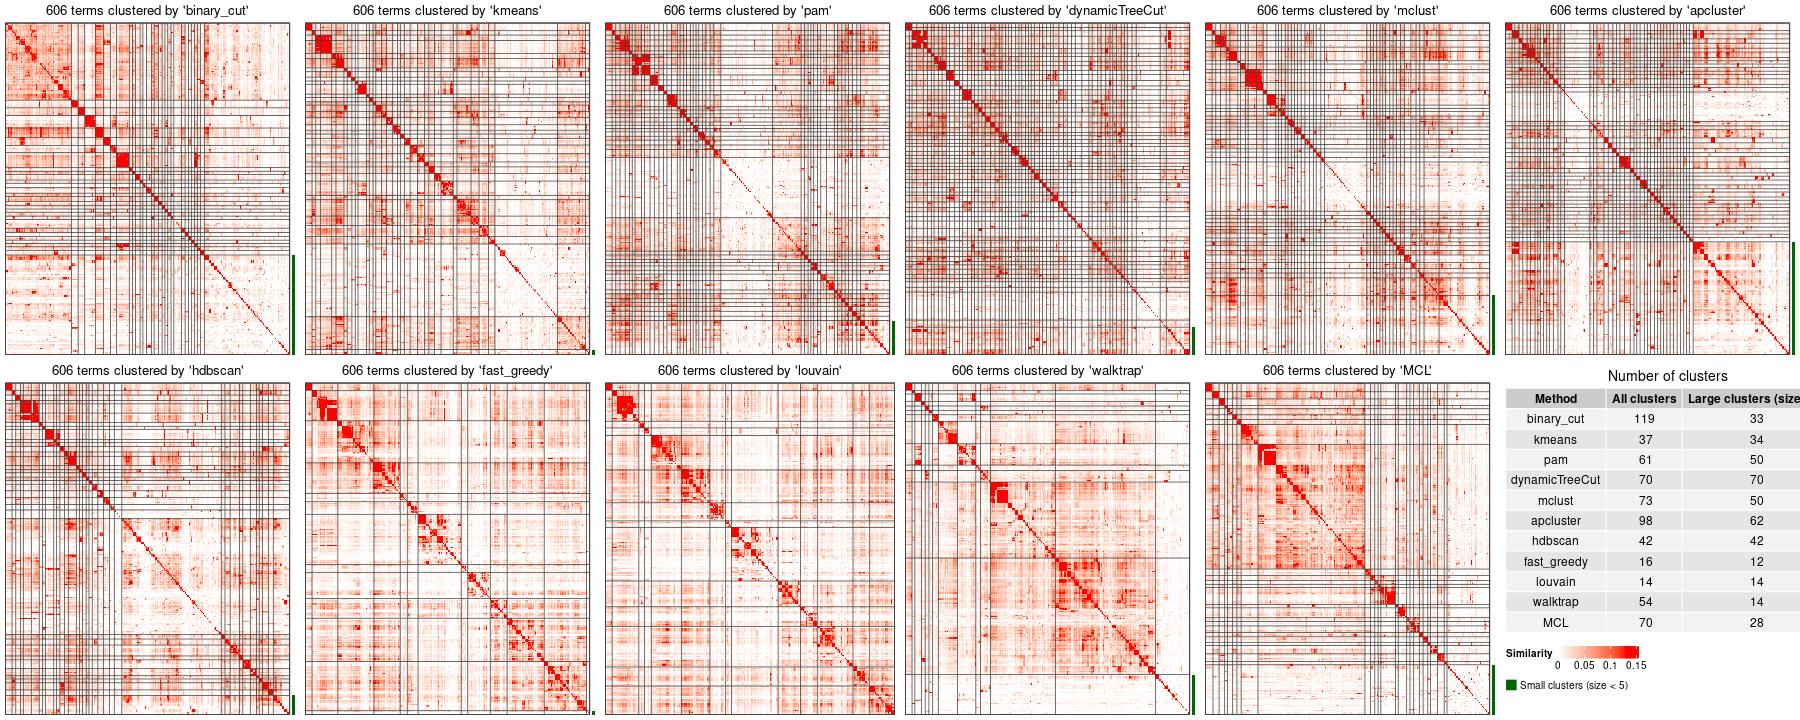 606 terms clustered by 'binary_cut'
606 terms clustered by 'kmeans'
606 terms clustered by 'pam'
606 terms clustered by 'dynamicTreeCut'
606 terms clustered by 'mclust'
606 terms clustered by 'apcluster'
606 terms clustered by 'hdbscan'
606 terms clustered by 'fast_greedy'
606 terms clustered by 'louvain'
606 terms clustered by 'walktrap'
606 terms clustered by 'MCL'
Number of clusters
Method All clusters Large clusters (size
binary_cut 119 33
kmeans 37 34
pam 61 50
dynamicTreeCut 70 70
mclust 73 50
apcluster 98 62
hdbscan 42 42
fast_greedy 16 12
louvain 14 14
walktrap 54 14
MCL 70 28
Similarity
0 0.05 0.1 0.15
Small clusters (size < 5)